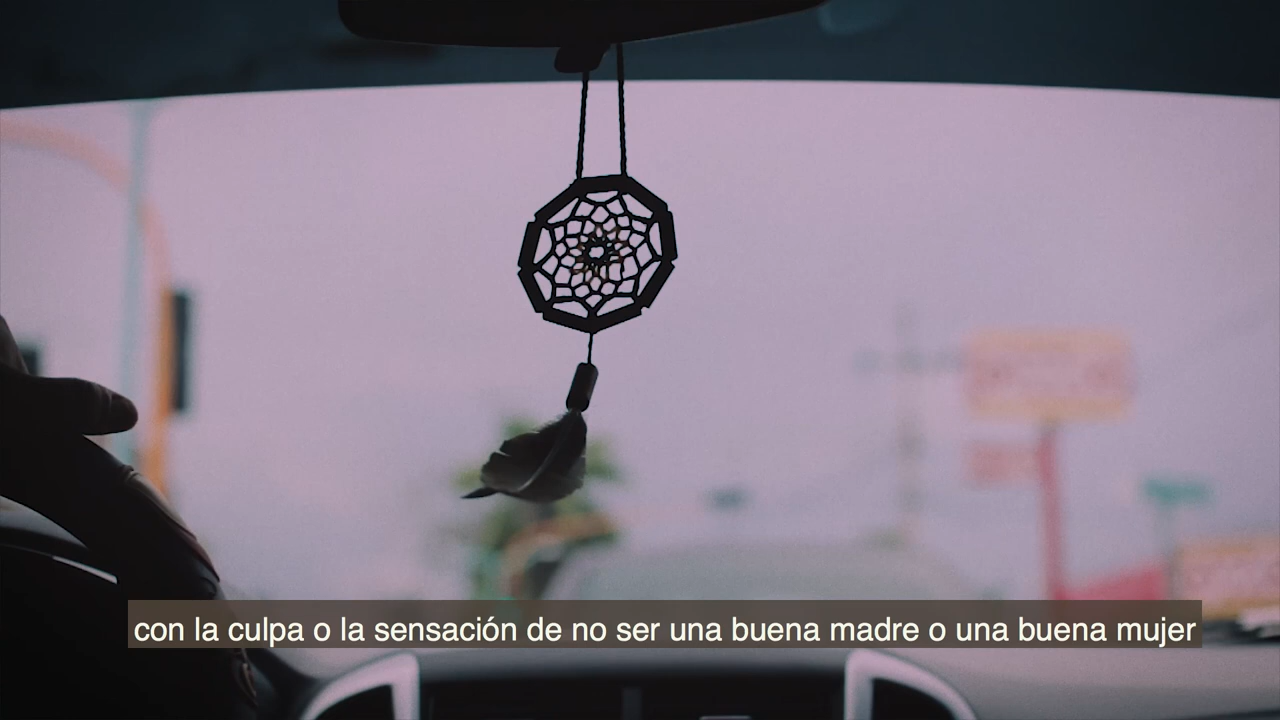 con la culpa o la sensación de no ser una buena madre o una buena mujer